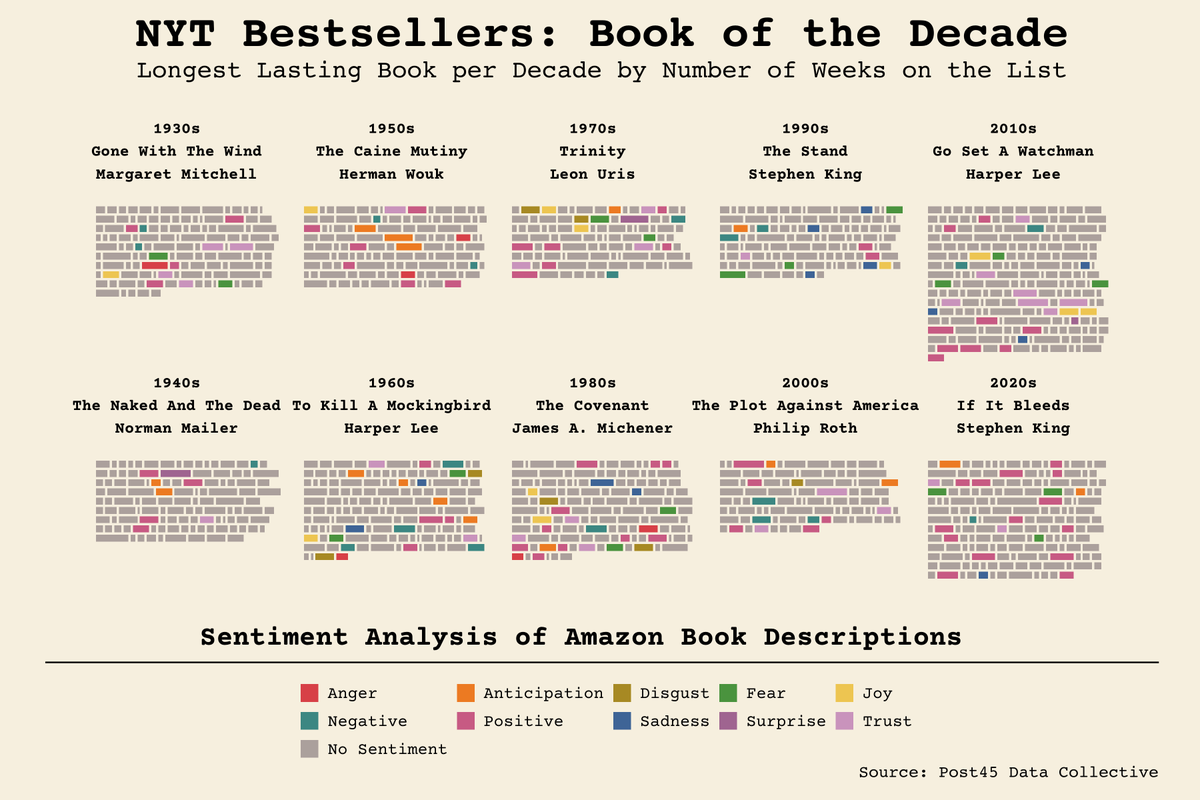 NYT Bestsellers: Book of the Decade
Longest Lasting Book per Decade by Number of Weeks on the List
1930s
Gone With The Wind
Margaret Mitchell
1950s
The Caine Mutiny
Herman Wouk
1970s
Trinity
Leon Uris
1990s
The Stand
Stephen King
2010s
Go Set A Watchman
Harper Lee
1940s
The Naked And The Dead
Norman Mailer
1960s
To Kill A Mockingbird
Harper Lee
1980s
The Covenant
James A. Michener
2000s
The Plot Against America
Philip Roth
2020s
If It Bleeds
Stephen King
Sentiment Analysis of Amazon Book Descriptions
Anger
Anticipation
Disgust
Fear
Joy
Negative
Positive
Sadness
Surprise
Trust
No Sentiment
Source: Post45 Data Collective